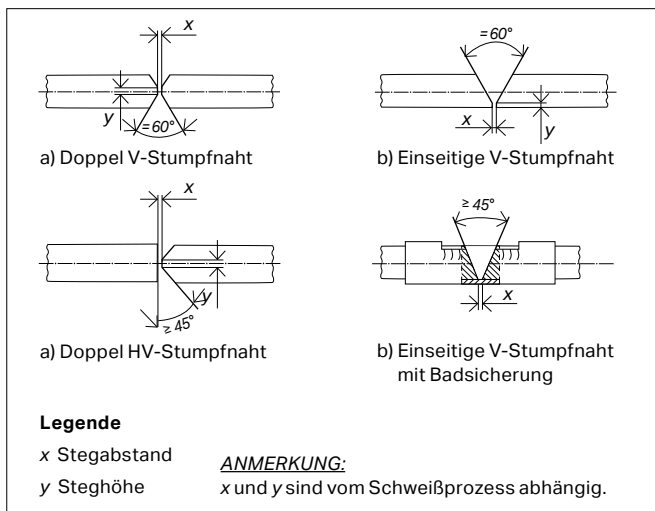 x
= 60°
y
= 60°
x
y
a) Doppel V-Stumpfnaht
b) Einseitige V-Stumpfnaht
x
≥ 45°
y
≥ 45°
x
a) Doppel HV-Stumpfnaht
b) Einseitige V-Stumpfnaht
mit Badsicherung
Legende
x Stegabstand
y Steghöhe
ANMERKUNG:
x und y sind vom Schweißprozess abhängig.